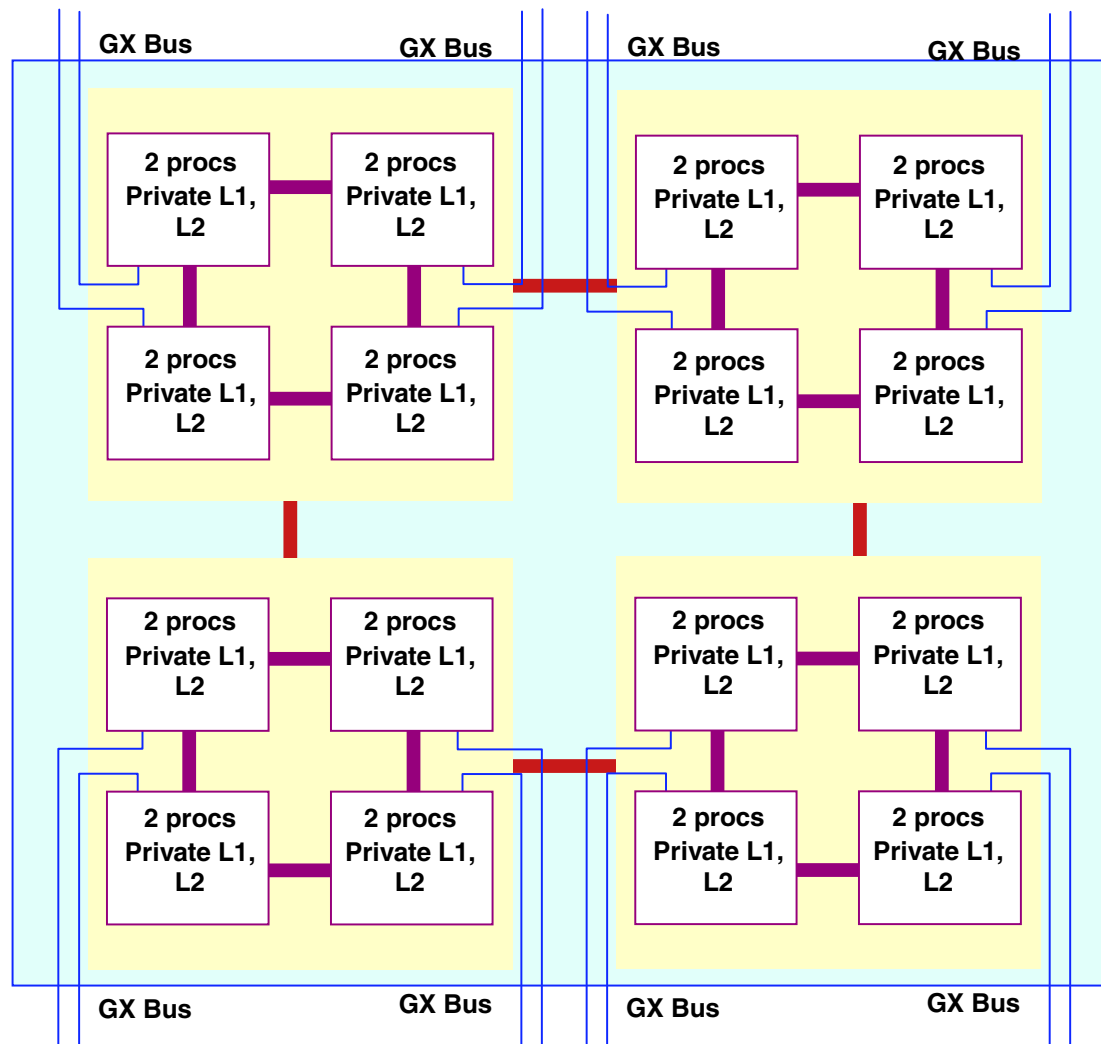 GX Bus
GX Bus
GX Bus
GX Bus
2 procs
Private L1,
L2
2 procs
Private L1,
L2
2 procs
Private L1,
L2
2 procs
Private L1,
L2
2 procs
Private L1,
L2
2 procs
Private L1,
L2
2 procs
Private L1,
L2
2 procs
Private L1,
L2
2 procs
Private L1,
L2
2 procs
Private L1,
L2
2 procs
Private L1,
L2
2 procs
Private L1,
L2
2 procs
Private L1,
L2
2 procs
Private L1,
L2
2 procs
Private L1,
L2
2 procs
Private L1,
L2
GX Bus
GX Bus
GX Bus
GX Bus